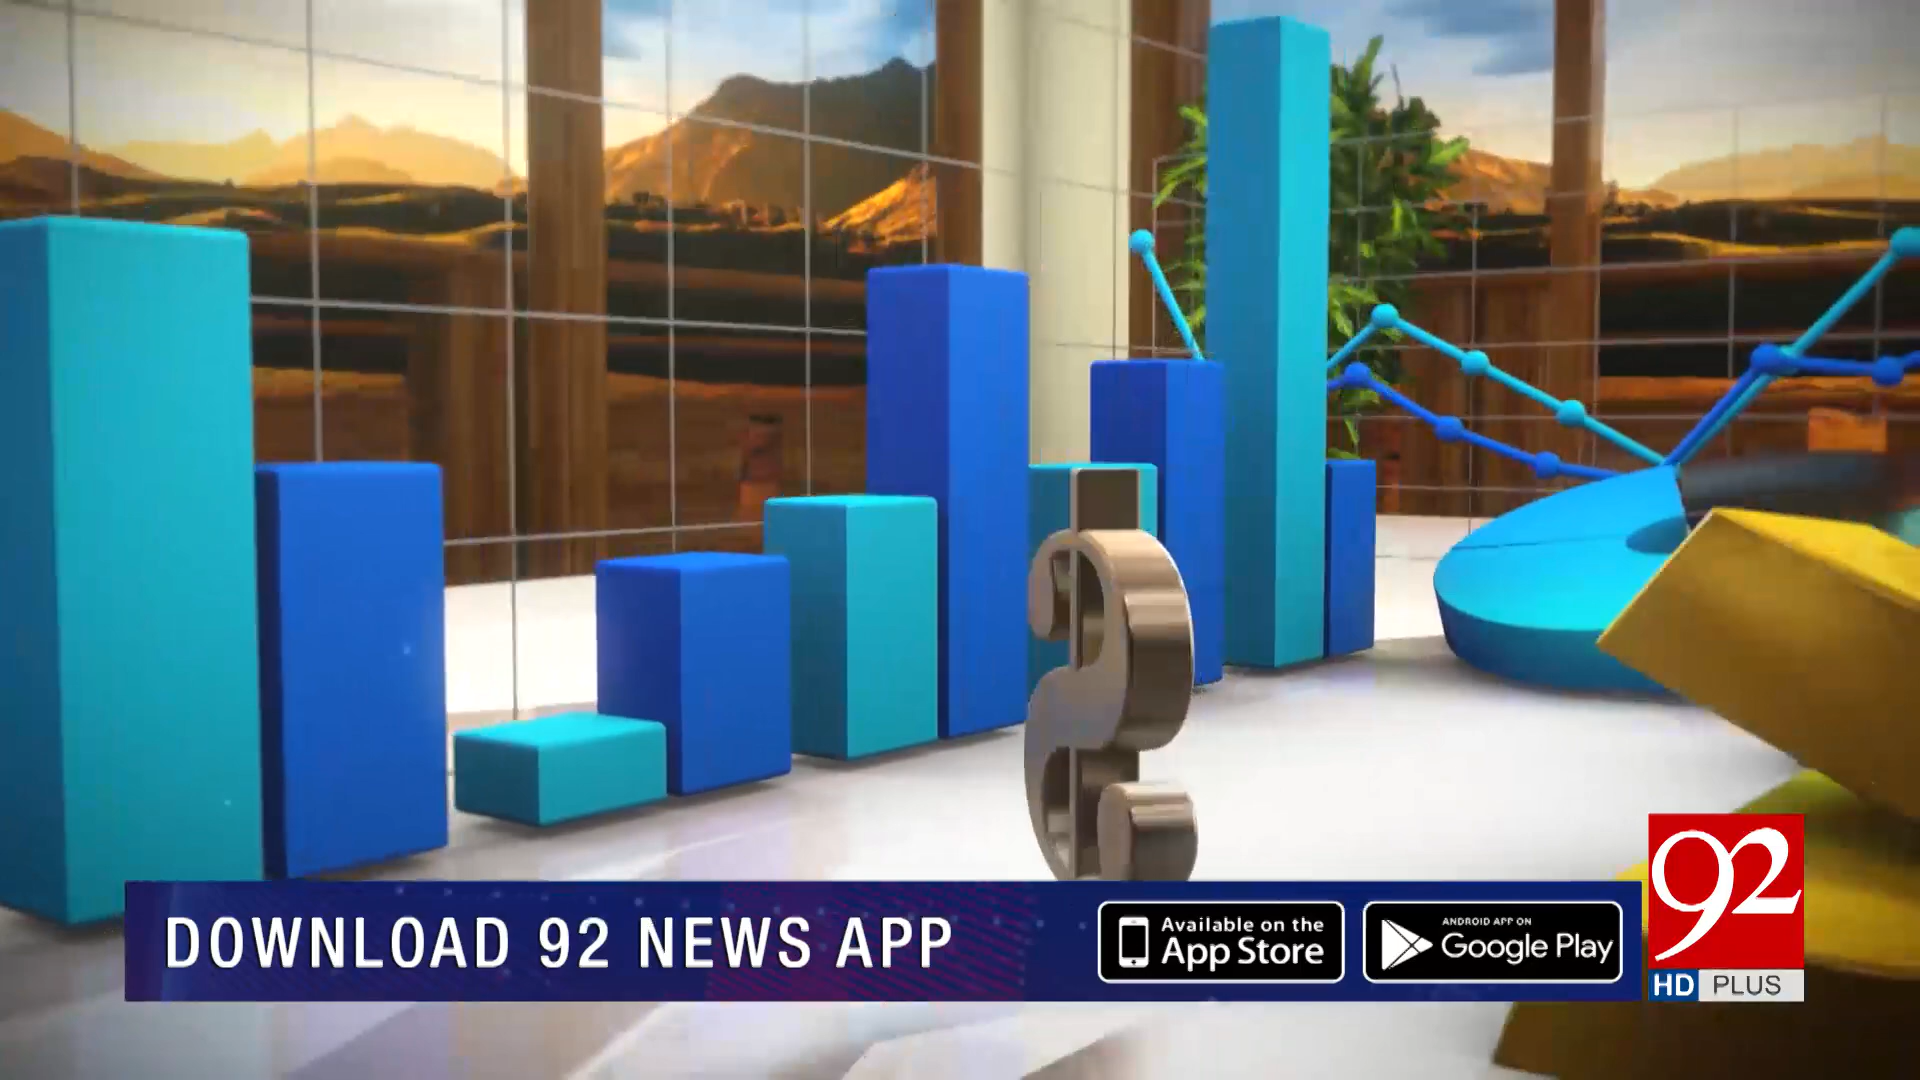 DOWNLOAD 92 NEWS APP
Available on the
App Store
ANDROID APP ON
Google Play
92
HD PLUS